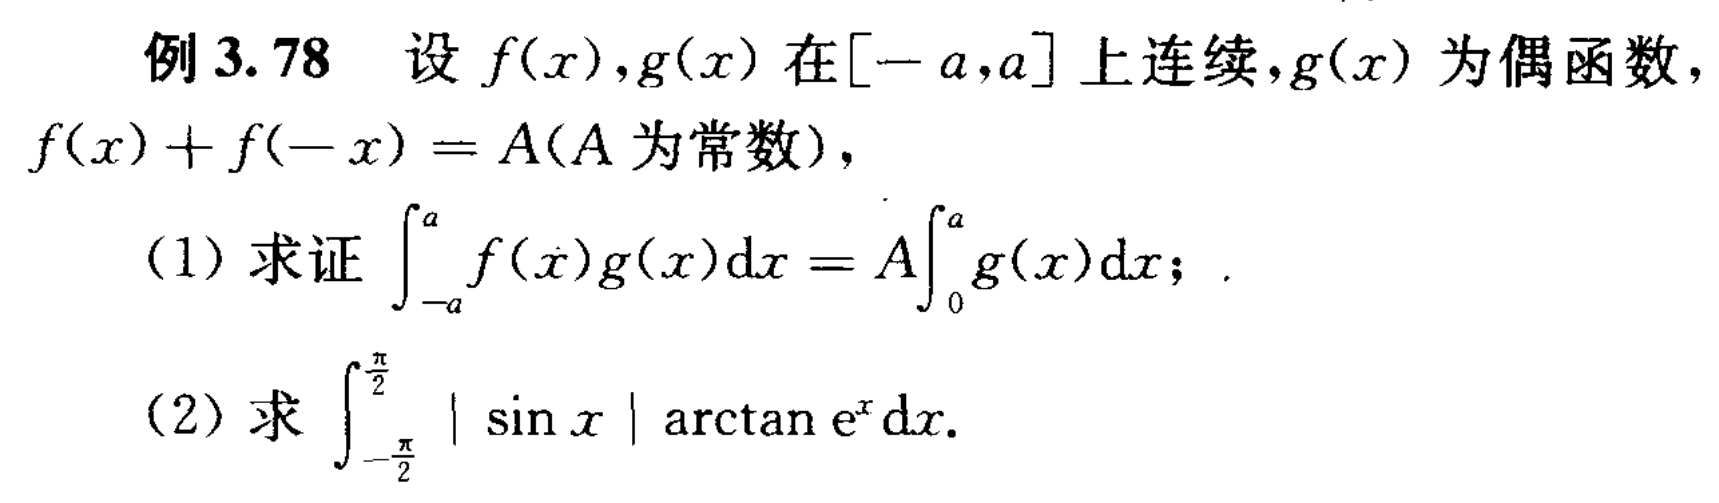 例 3.78 设 f(x),g(x) 在[-a,a] 上连续,g(x) 为偶函数,
f(x)+f(-x)=A(A 为常数),
(1) 求证 ∫_{-a}^{a} f(x)g(x)dx = A∫_{0}^{a} g(x)dx;
(2) 求 ∫_{-π/2}^{π/2} |sin x| arctan e^x dx.